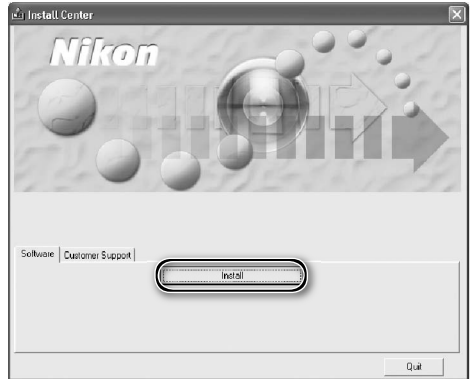 Install Center
Nikon
Software
Customer Support
Install
Quit